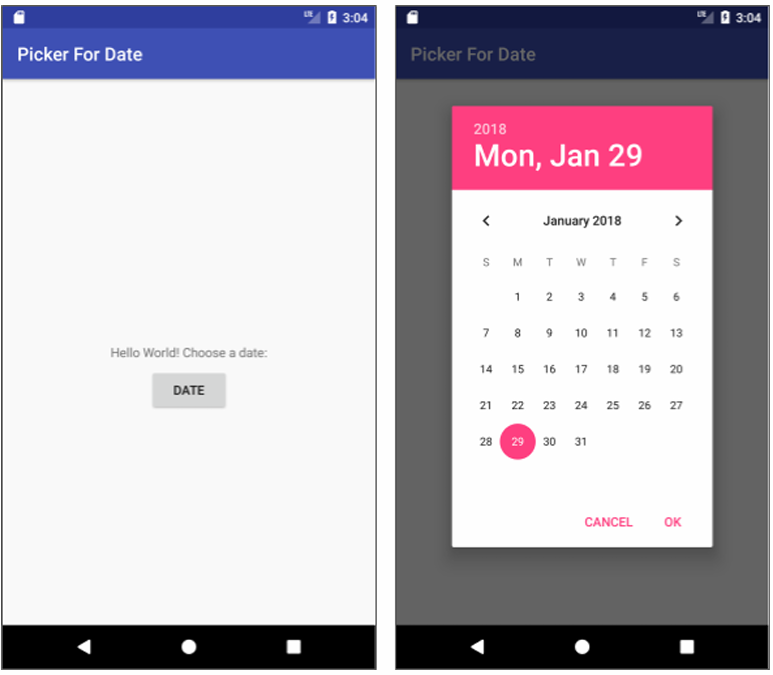 LTE 3:04
Picker For Date
Hello World! Choose a date:
DATE
LTE 3:04
Picker For Date
2018
Mon, Jan 29
January 2018
S M T W T F S
1 2 3 4 5 6
7 8 9 10 11 12 13
14 15 16 17 18 19 20
21 22 23 24 25 26 27
28 29 30 31
CANCEL OK